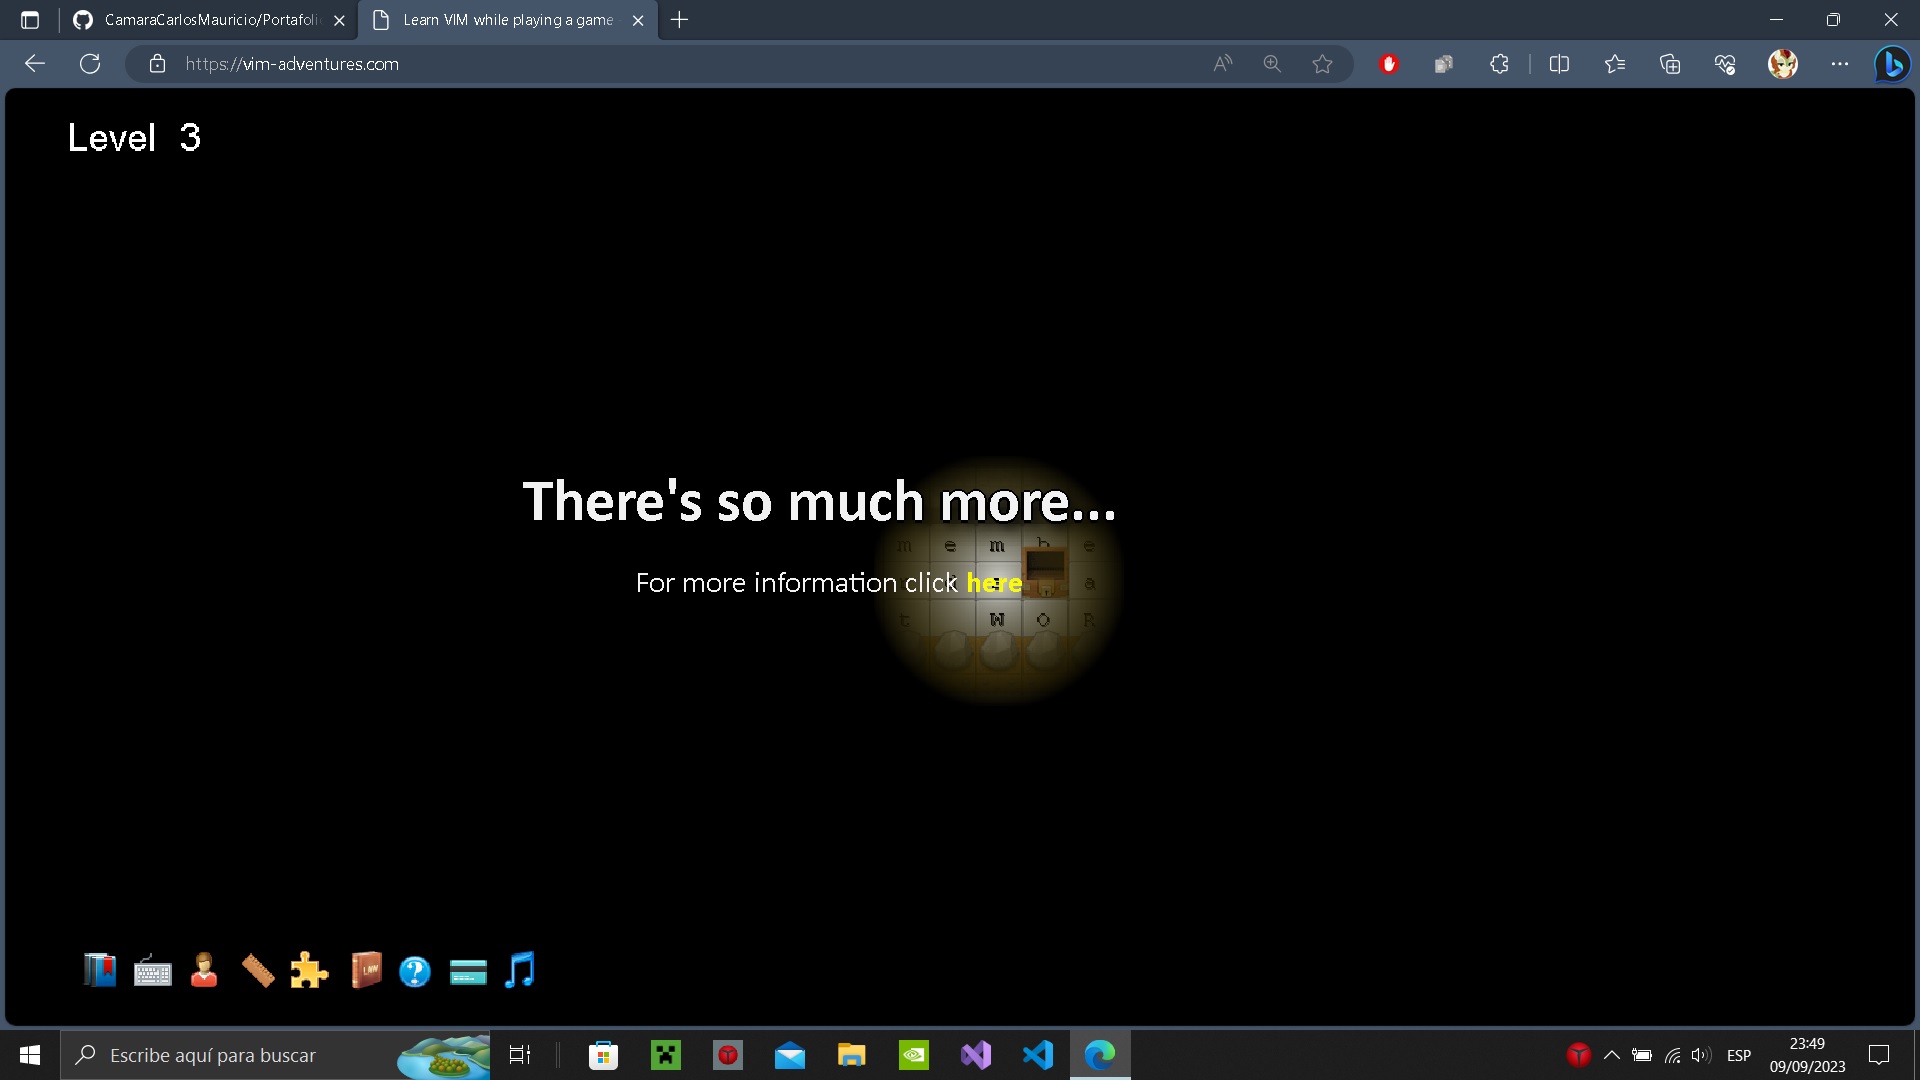 CamaraCarlosMauricio/Portafoli
Learn VIM while playing a game
https://vim-adventures.com
Level 3
There's so much more...
m e m b e
For more information click here
a
t W O R
LNW
Escribe aquí para buscar
ESP
23:49
09/09/2023